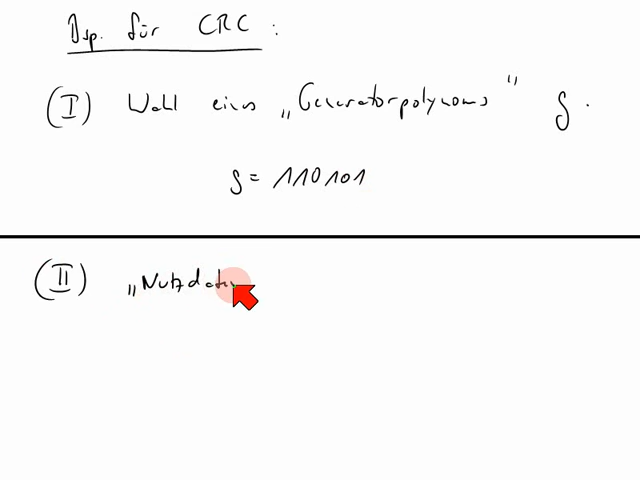 Bsp. für CRC :
(I) Wahl eines „Generatorpolynoms" g.
g = 110101
(II) „Nutzdaten